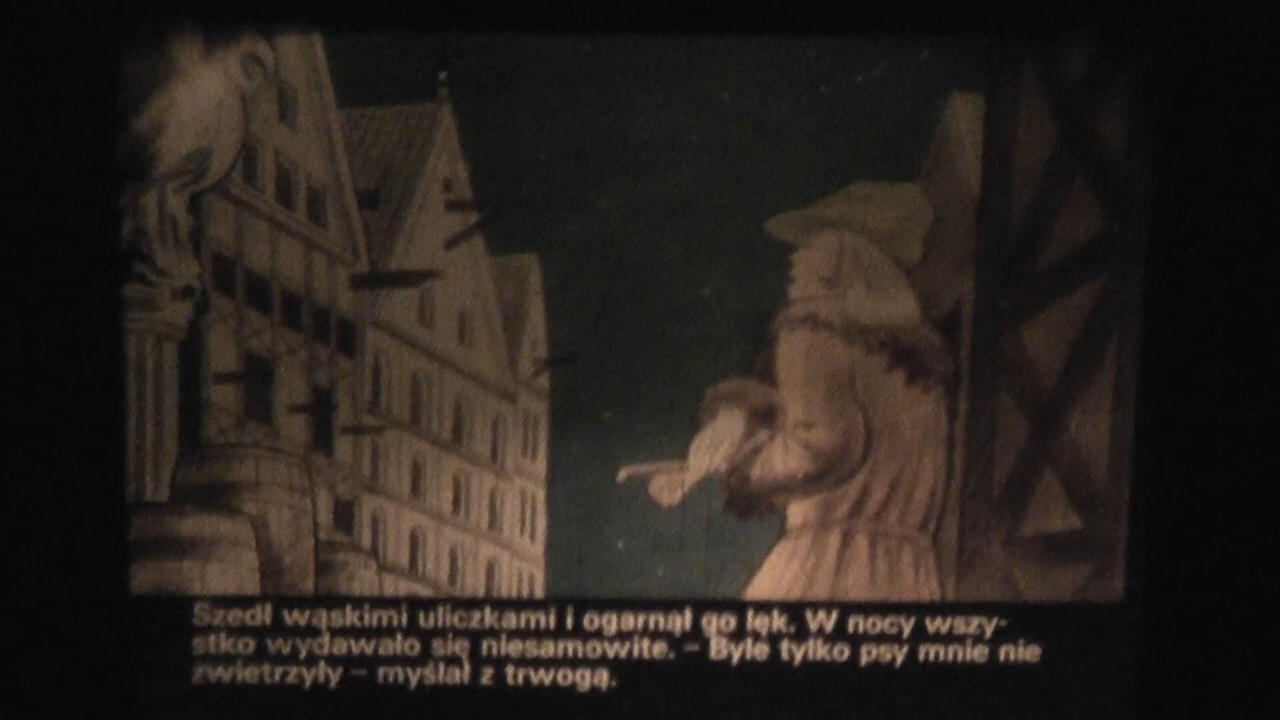 Szedł wąskimi uliczkami i ogarnął go lęk. W nocy wszy-
stko wydawało się niesamowite. – Byle tylko psy mnie nie
zwietrzyły – myślał z trwogą.